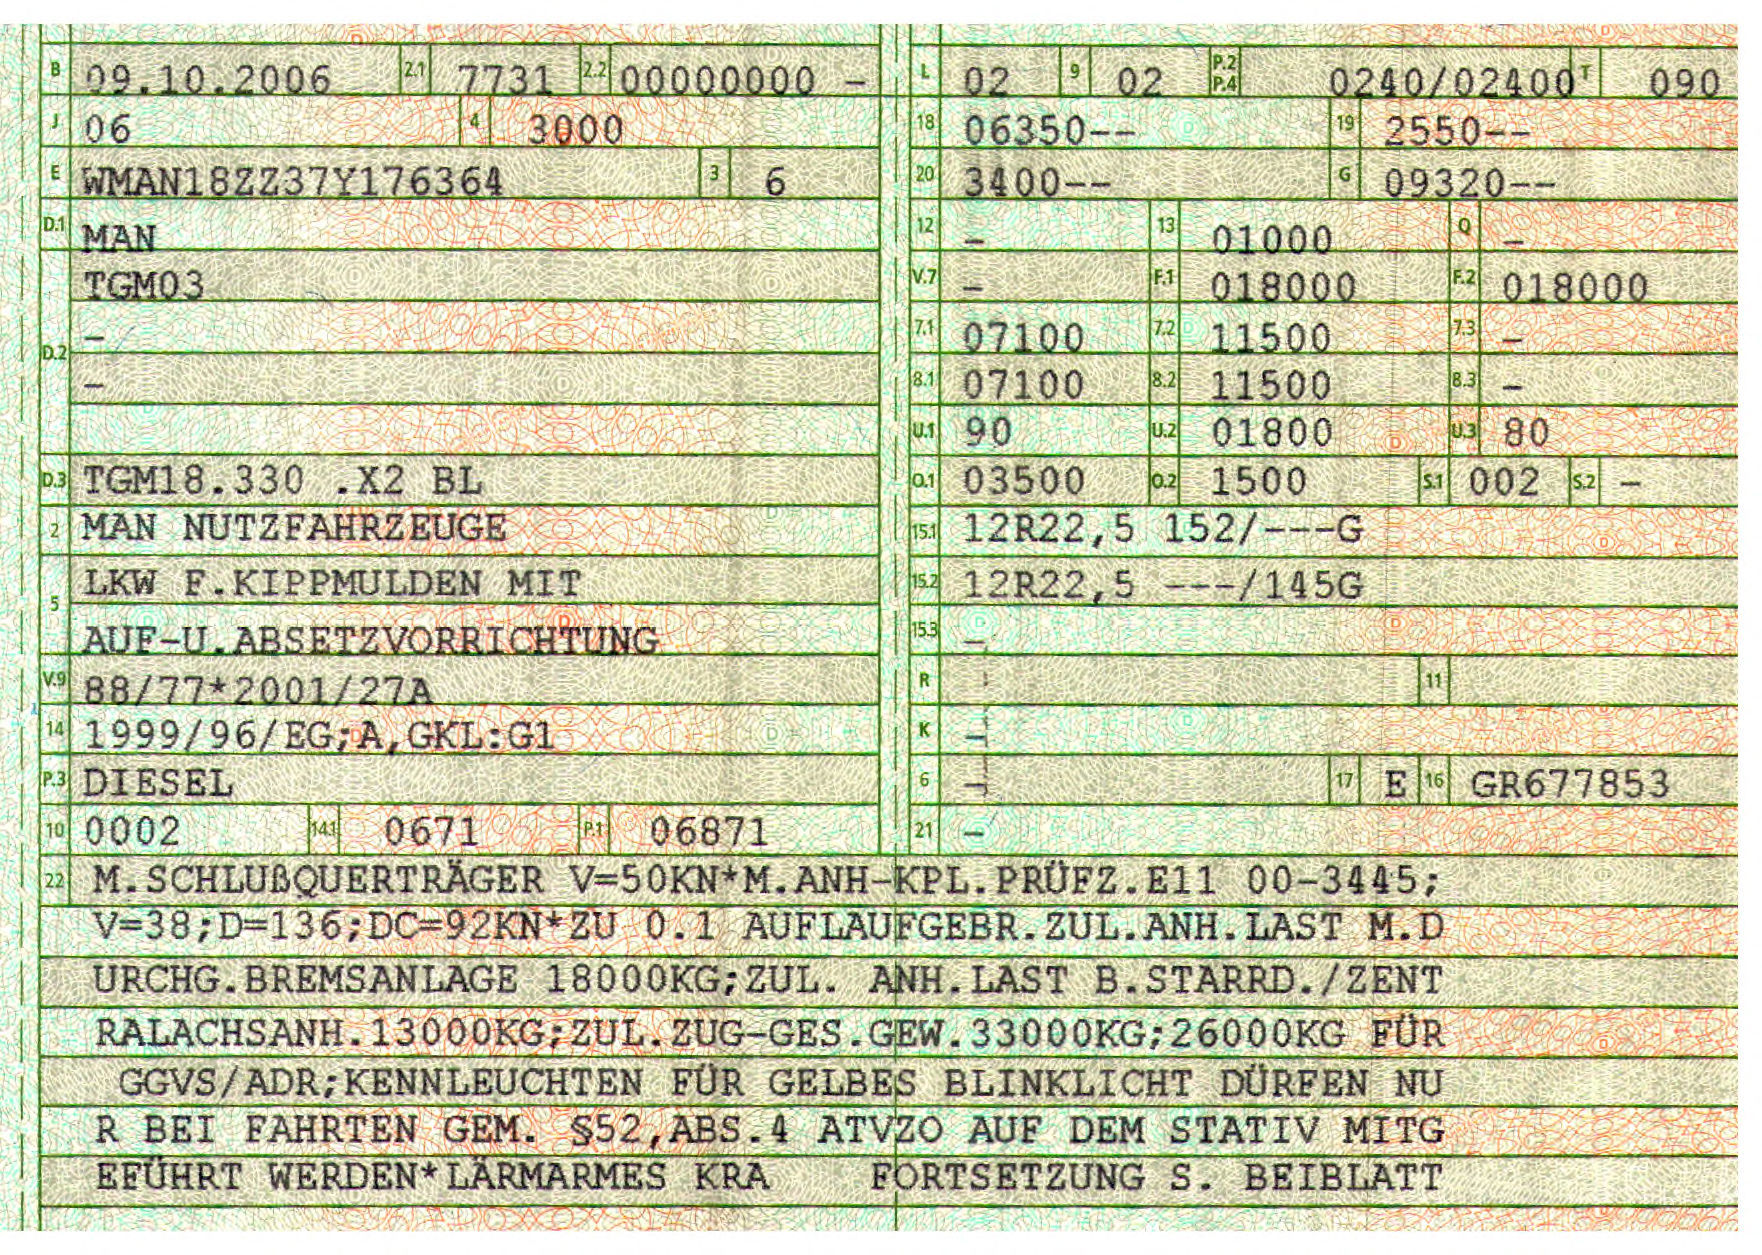 B 09.10.2006 2.1 7731 2.2 00000000 -
J 06 4 3000
E WMAN18ZZ37Y176364 3 6
D.1 MAN
TGM03
-
D.2
-
D.3 TGM18.330 .X2 BL
2 MAN NUTZFAHRZEUGE
LKW F.KIPPMULDEN MIT
5
AUF-U.ABSETZVORRICHTUNG
V.9 88/77*2001/27A
14 1999/96/EG;A,GKL:G1
P.3 DIESEL
10 0002 14.1 0671 P.1 06871
L 02 9 02 P.2 P.4 0240/02400 T 090
18 06350-- 19 2550--
20 3400-- G 09320--
12 - 13 01000 Q -
V.7 - F.1 018000 F.2 018000
7.1 07100 7.2 11500 7.3 -
8.1 07100 8.2 11500 8.3 -
U.1 90 U.2 01800 U.3 80
O.1 03500 O.2 1500 S.1 002 S.2 -
15.1 12R22,5 152/---G
15.2 12R22,5 ---/145G
15.3 -
R - 11
K -
6 - 17 E 16 GR677853
21 -
22 M.SCHLUßQUERTRÄGER V=50KN*M.ANH-KPL.PRÜFZ.E11 00-3445;
V=38;D=136;DC=92KN*ZU 0.1 AUFLAUFGEBR.ZUL.ANH.LAST M.D
URCHG.BREMSANLAGE 18000KG;ZUL. ANH.LAST B.STARRD./ZENT
RALACHSANH.13000KG;ZUL.ZUG-GES.GEW.33000KG;26000KG FÜR
GGVS/ADR;KENNLEUCHTEN FÜR GELBES BLINKLICHT DÜRFEN NU
R BEI FAHRTEN GEM. §52,ABS.4 ATVZO AUF DEM STATIV MITG
EFÜHRT WERDEN*LÄRMARMES KRA FORTSETZUNG S. BEIBLATT